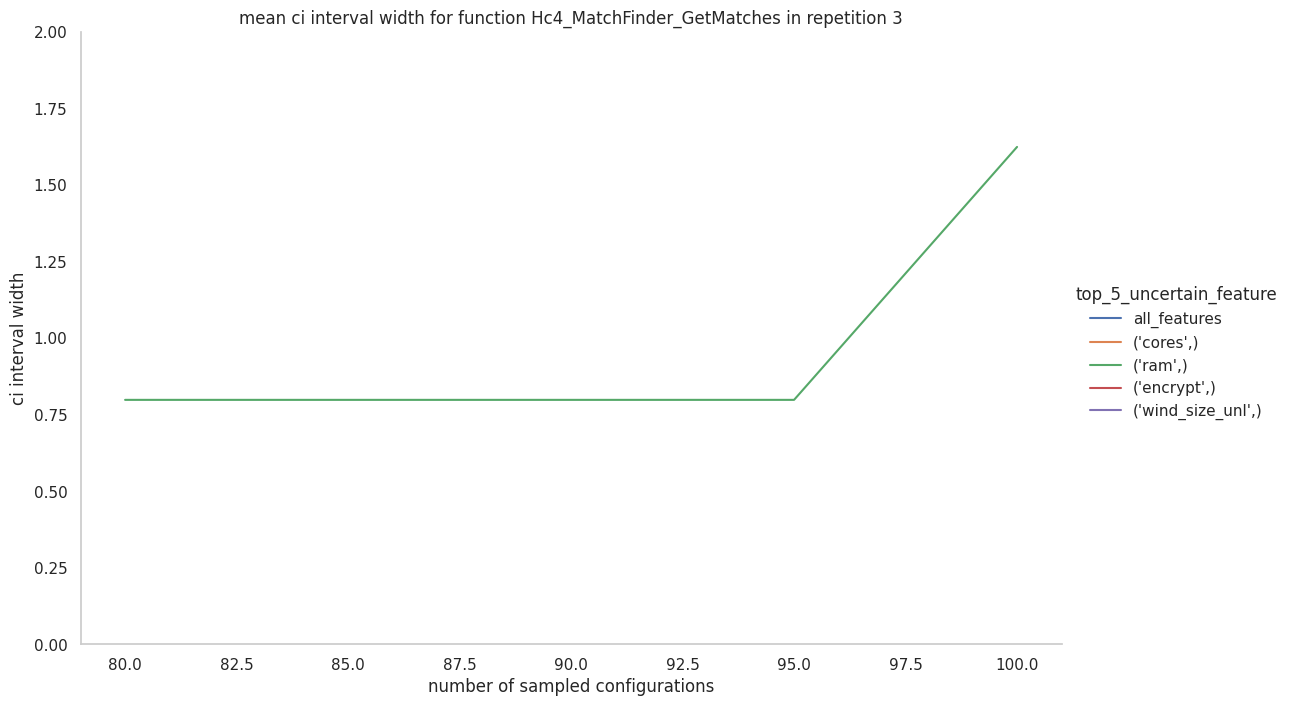 mean ci interval width for function Hc4_MatchFinder_GetMatches in repetition 3
2.00
1.75
1.50
1.25
1.00
0.75
0.50
0.25
0.00
ci interval width
80.0
82.5
85.0
87.5
90.0
92.5
95.0
97.5
100.0
number of sampled configurations
top_5_uncertain_feature
all_features
('cores',)
('ram',)
('encrypt',)
('wind_size_unl',)